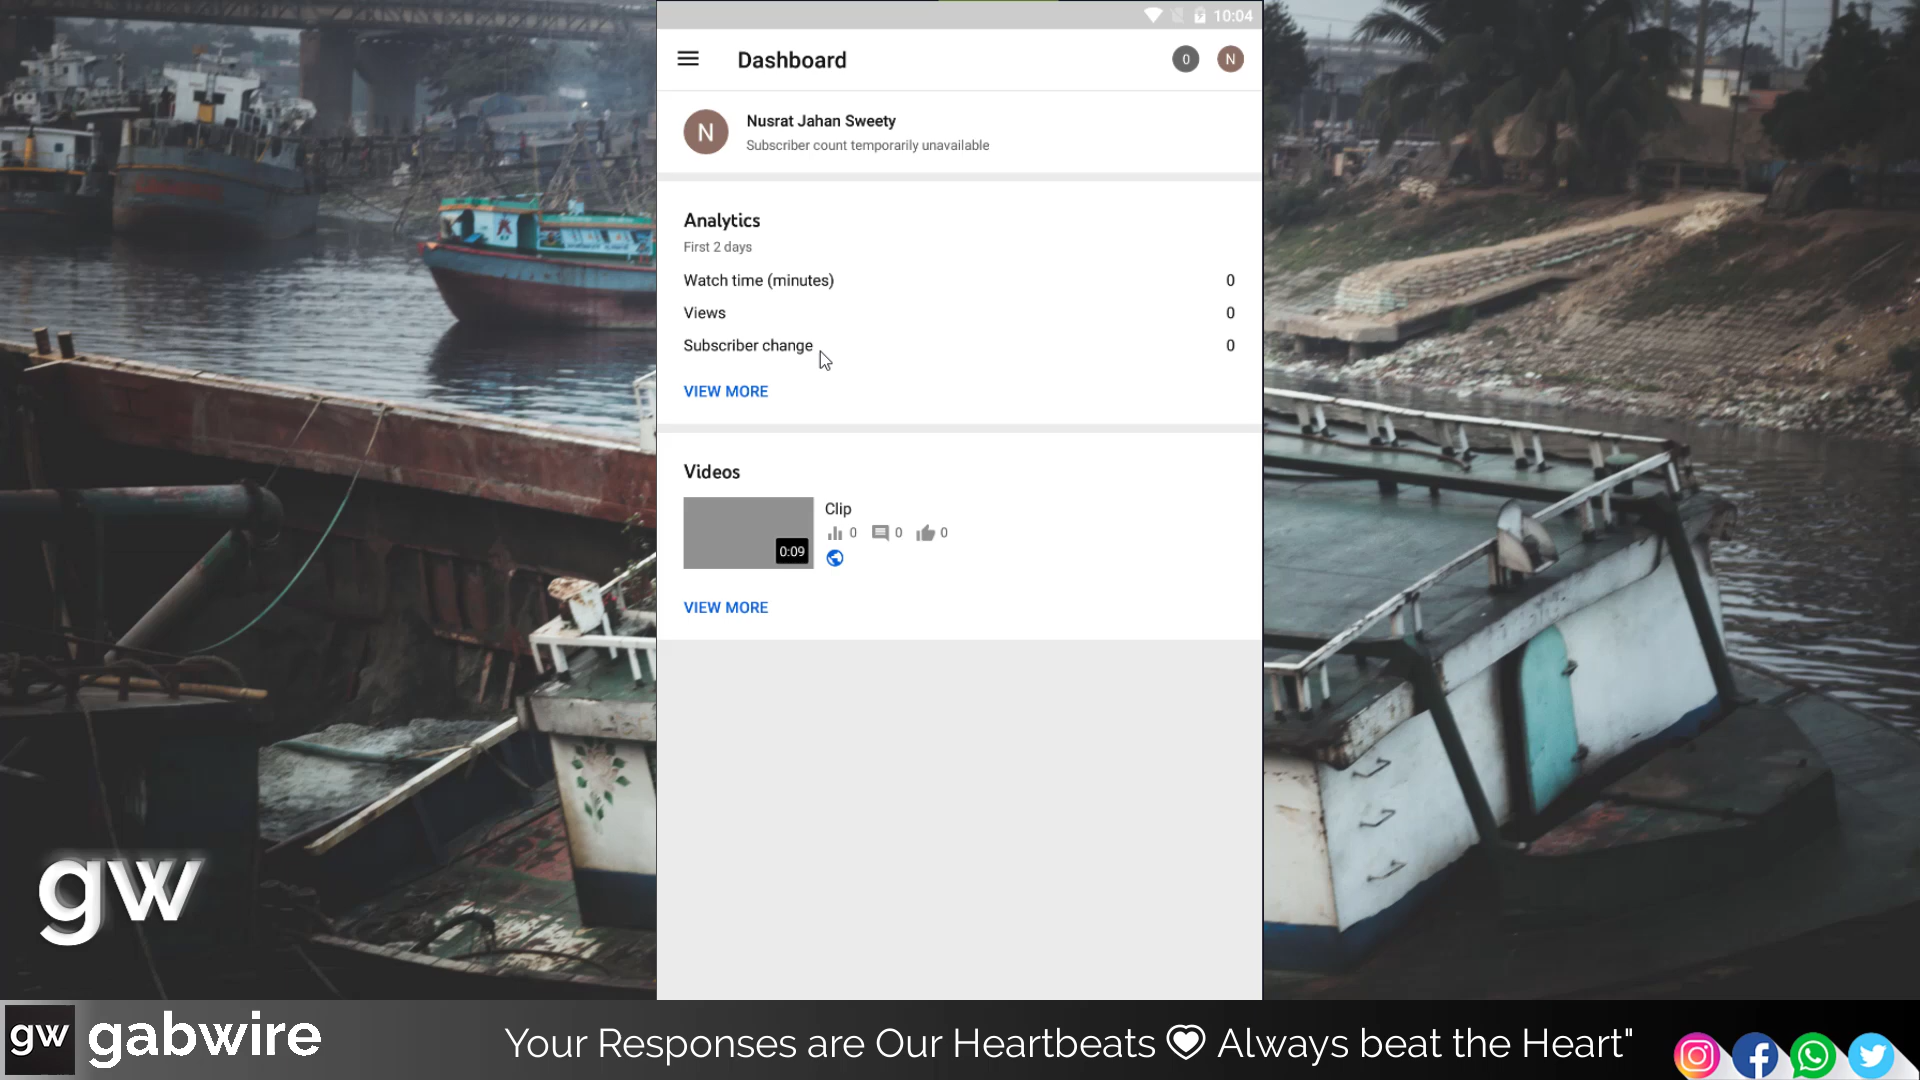 10:04
Dashboard
0
N
N
Nusrat Jahan Sweety
Subscriber count temporarily unavailable
Analytics
First 2 days
Watch time (minutes) 0
Views 0
Subscriber change 0
VIEW MORE
Videos
Clip
0:09
0 0 0
VIEW MORE
gw
gw gabwire
Your Responses are Our Heartbeats Always beat the Heart"